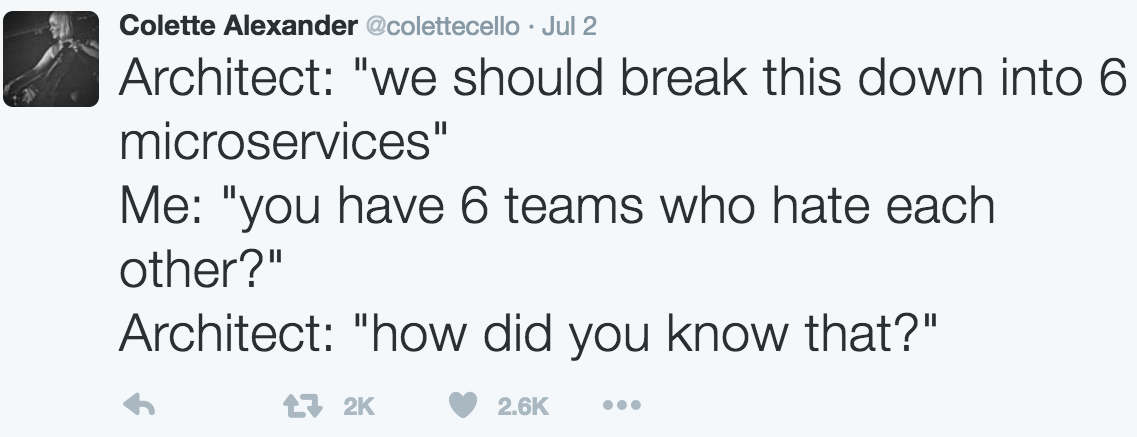 Colette Alexander @colettecello · Jul 2
Architect: "we should break this down into 6
microservices"
Me: "you have 6 teams who hate each
other?"
Architect: "how did you know that?"
2K 2.6K